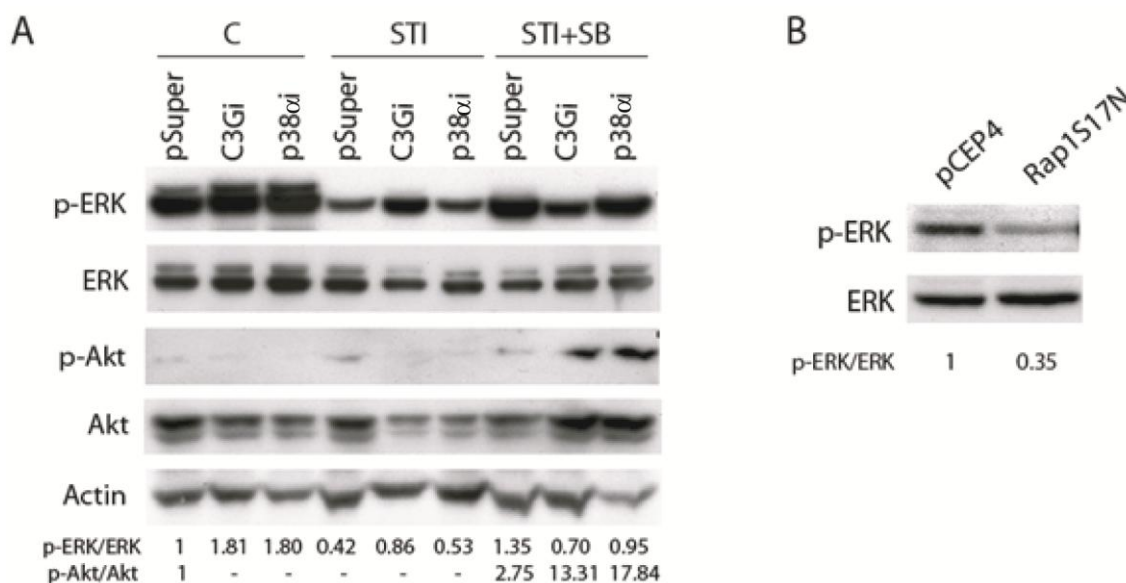 A
B
C STI STI+SB
pSuper C3Gi p38αi pSuper C3Gi p38αi pSuper C3Gi p38αi
pCEP4 Rap1S17N
p-ERK
ERK
p-Akt
Akt
Actin
p-ERK/ERK 1 1.81 1.80 0.42 0.86 0.53 1.35 0.70 0.95
p-Akt/Akt 1 - - - - - 2.75 13.31 17.84
p-ERK
ERK
p-ERK/ERK 1 0.35